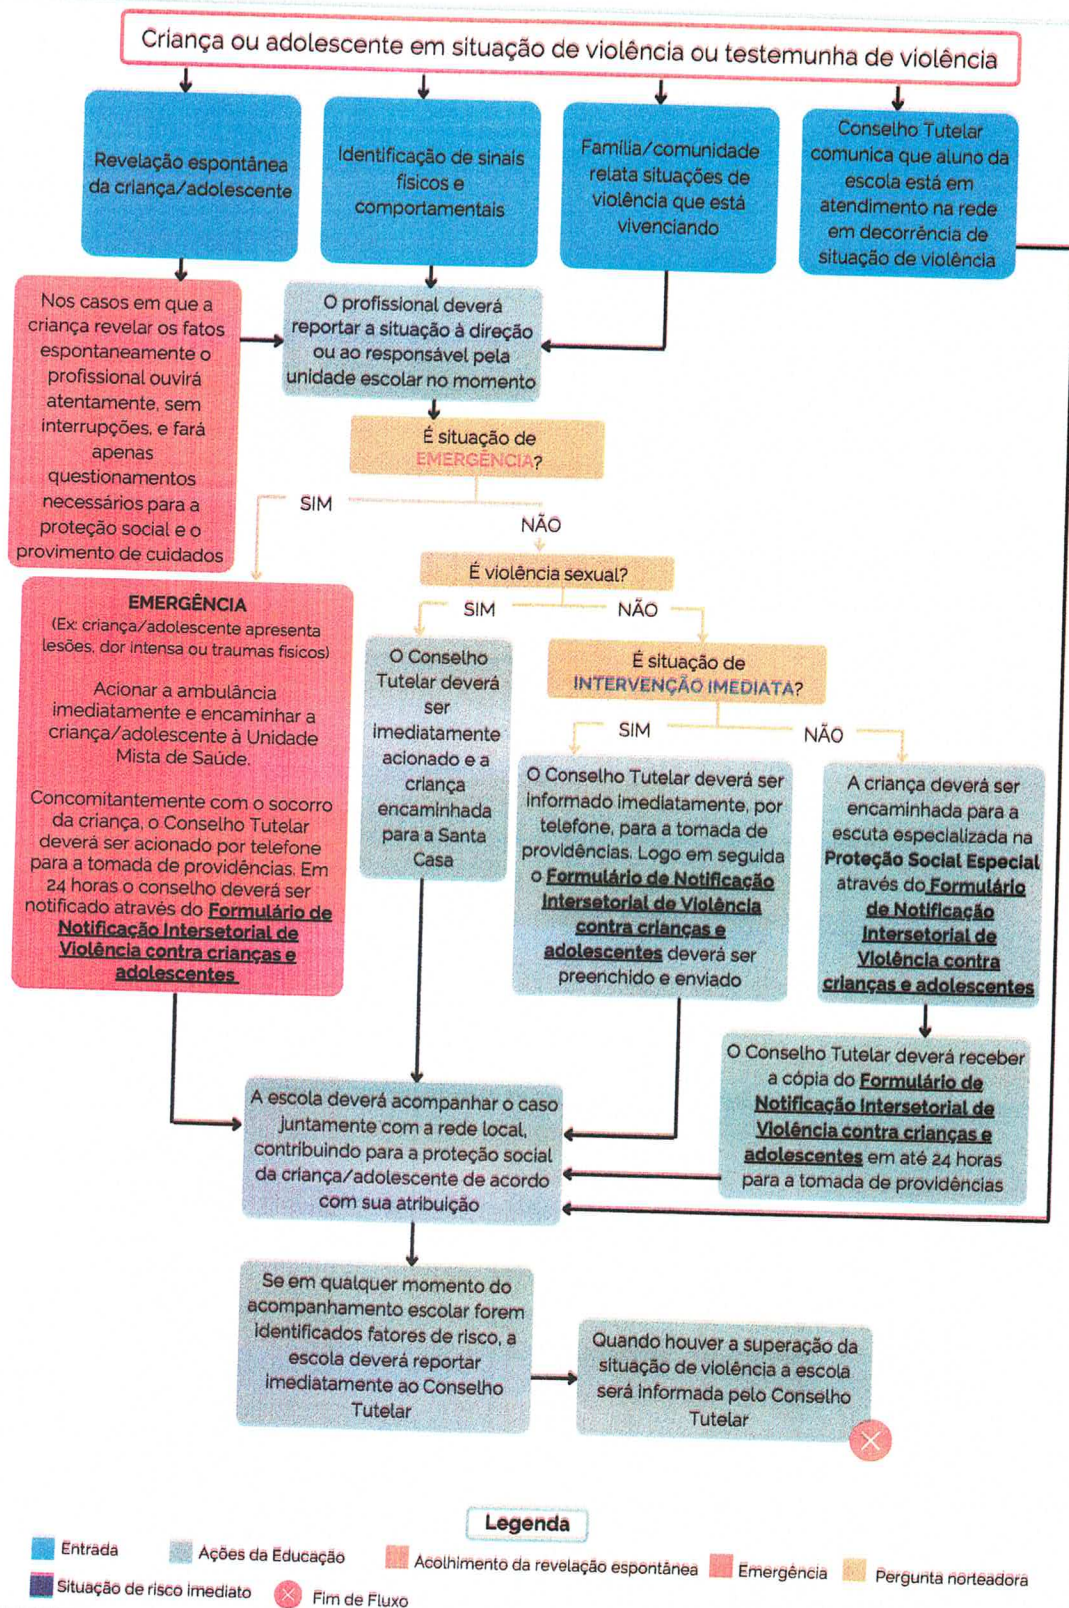 Criança ou adolescente em situação de violência ou testemunha de violência
Revelação espontânea
da criança/adolescente
Identificação de sinais
físicos e
comportamentais
Família/comunidade
relata situações de
violência que está
vivenciando
Conselho Tutelar
comunica que aluno da
escola está em
atendimento na rede
em decorrência de
situação de violência
Nos casos em que a
criança revelar os fatos
espontaneamente o
profissional ouvirá
atentamente, sem
interrupções, e fará
apenas
questionamentos
necessários para a
proteção social e o
provimento de cuidados
O profissional deverá
reportar a situação à direção
ou ao responsável pela
unidade escolar no momento
É situação de
EMERGÊNCIA?
SIM
NÃO
É violência sexual?
SIM
NÃO
EMERGÊNCIA
(Ex: criança/adolescente apresenta
lesões, dor intensa ou traumas físicos)
Acionar a ambulância
imediatamente e encaminhar a
criança/adolescente à Unidade
Mista de Saúde.
Concomitantemente com o socorro
da criança, o Conselho Tutelar
deverá ser acionado por telefone
para a tomada de providências. Em
24 horas o conselho deverá ser
notificado através do Formulário de
Notificação Intersetorial de
Violência contra crianças e
adolescentes
O Conselho
Tutelar deverá
ser
imediatamente
acionado e a
criança
encaminhada
para a Santa
Casa
É situação de
INTERVENÇÃO IMEDIATA?
SIM
NÃO
O Conselho Tutelar deverá ser
informado imediatamente, por
telefone, para a tomada de
providências. Logo em seguida
o Formulário de Notificação
Intersetorial de Violência
contra crianças e
adolescentes deverá ser
preenchido e enviado
A criança deverá ser
encaminhada para a
escuta especializada na
Proteção Social Especial
através do Formulário
de Notificação
Intersetorial de
Violência contra
crianças e adolescentes
O Conselho Tutelar deverá receber
a cópia do Formulário de
Notificação Intersetorial de
Violência contra crianças e
adolescentes em até 24 horas
para a tomada de providências
A escola deverá acompanhar o caso
juntamente com a rede local,
contribuindo para a proteção social
da criança/adolescente de acordo
com sua atribuição
Se em qualquer momento do
acompanhamento escolar forem
identificados fatores de risco, a
escola deverá reportar
imediatamente ao Conselho
Tutelar
Quando houver a superação da
situação de violência a escola
será informada pelo Conselho
Tutelar
Legenda
Entrada
Ações da Educação
Acolhimento da revelação espontânea
Emergência
Pergunta norteadora
Situação de risco imediato
Fim de Fluxo